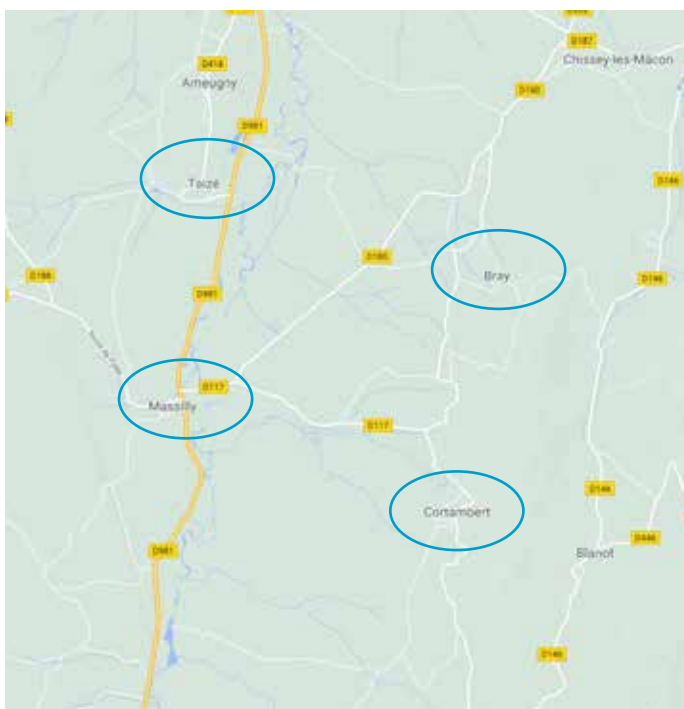 D187
Chissey-lès-Mâcon
D414
Ameugny
D180
D981
D146
Taizé
D188
D180
Bray
D146
D981
D117
Massilly
D117
Cortambert
D146
D981
D446
Blanot
D146